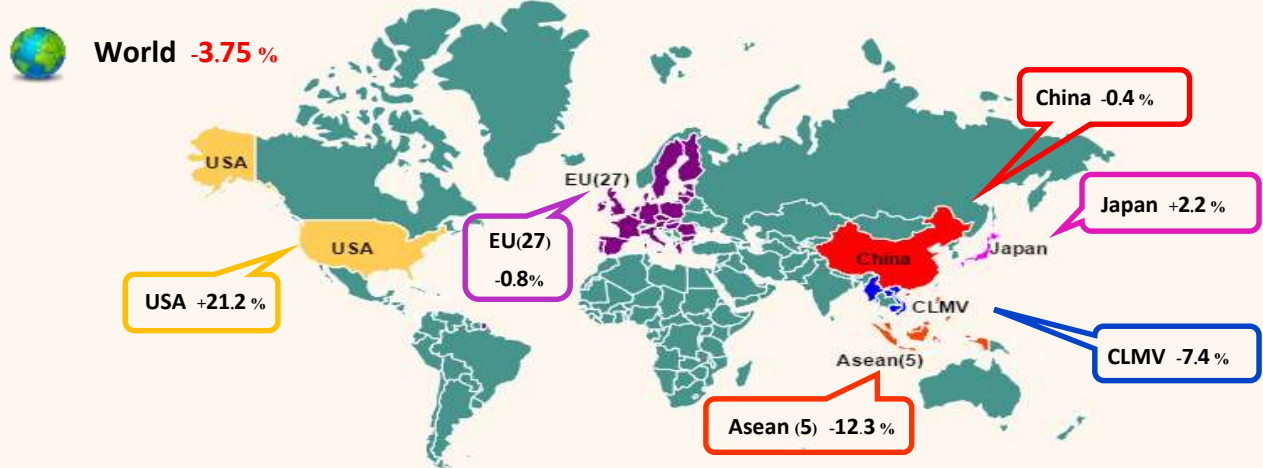 World -3.75 %
China -0.4 %
USA
EU(27)
Japan +2.2 %
EU(27)
-0.8%
USA
China
Japan
USA +21.2 %
CLMV
CLMV -7.4 %
Asean(5)
Asean (5) -12.3 %